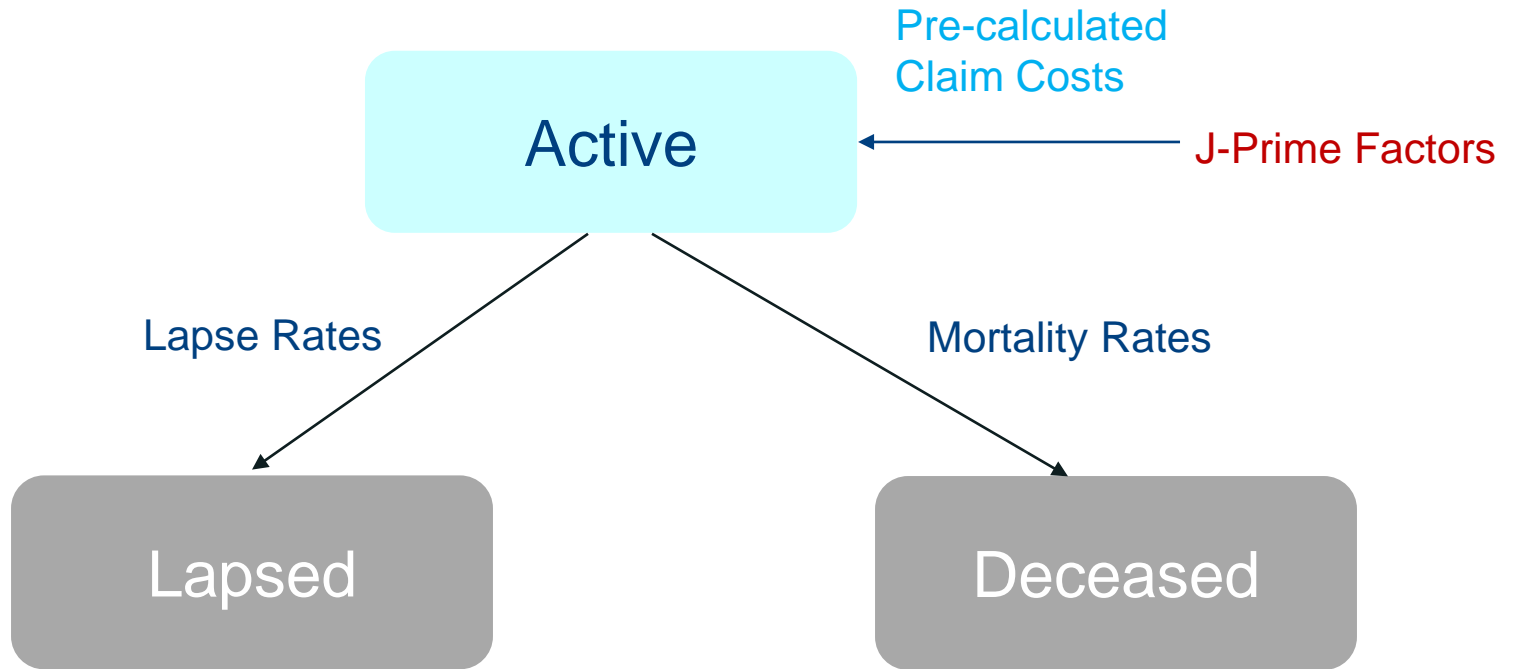 Pre-calculated
Claim Costs
Active
J-Prime Factors
Lapse Rates
Mortality Rates
Lapsed
Deceased